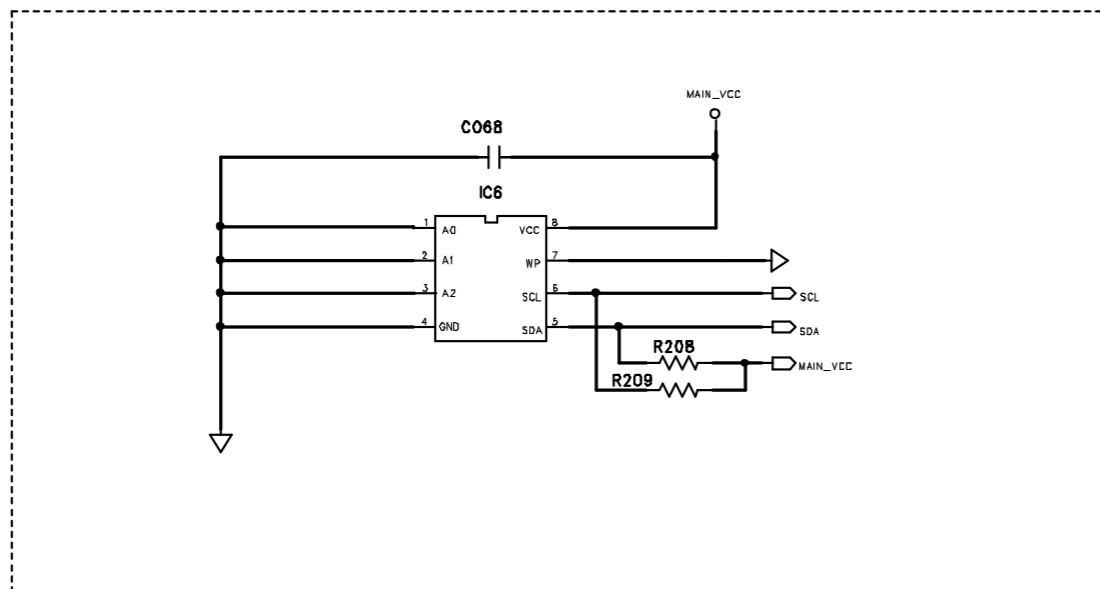 MAIN_VCC
C068
IC6
1 A0 VCC 8
2 A1 WP 7
3 A2 SCL 6 SCL
4 GND SDA 5 SDA
R208 MAIN_VCC
R209